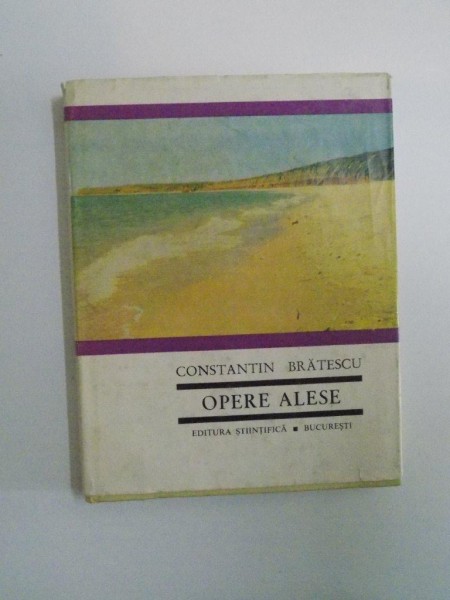 CONSTANTIN BRĂTESCU
OPERE ALESE
EDITURA ȘTIINȚIFICĂ ▪ BUCUREȘTI